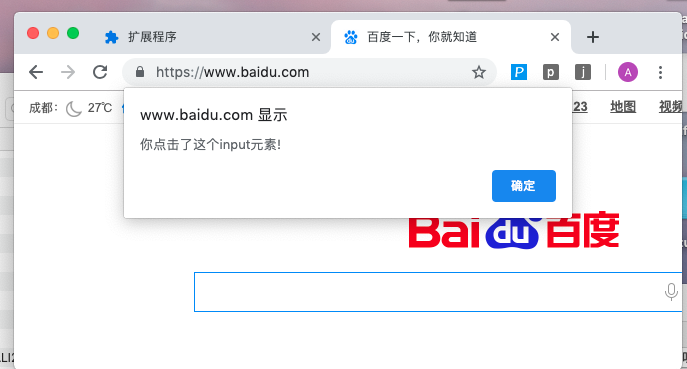 扩展程序
百度一下，你就知道
https://www.baidu.com
P
p
j
A
成都：
27℃
23
地图
视频
www.baidu.com 显示
你点击了这个input元素!
确定
Bai du 百度